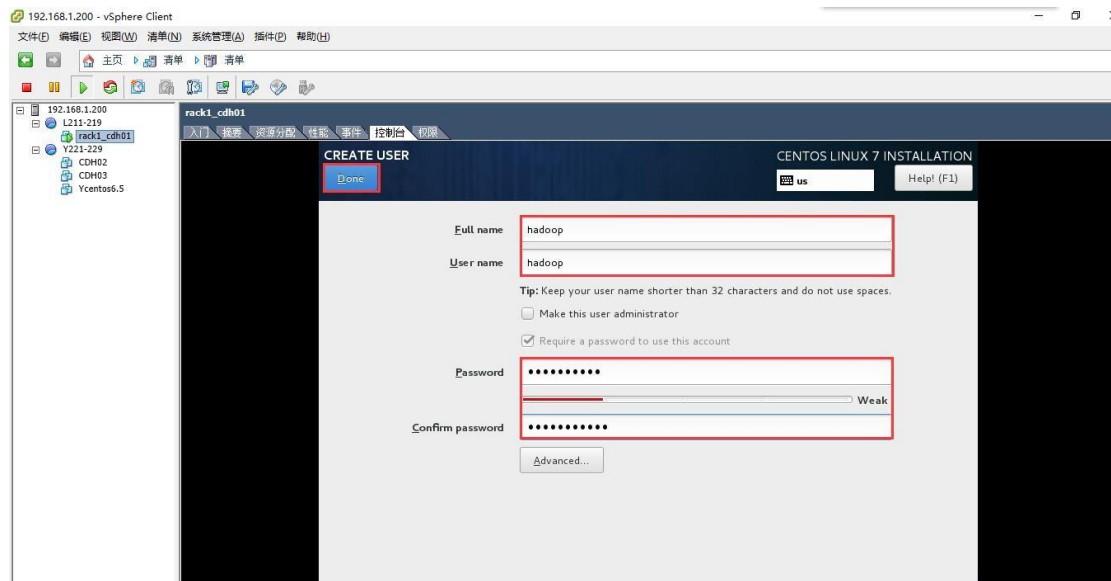 192.168.1.200 - vSphere Client
文件(F) 编辑(E) 视图(V) 清单(N) 系统管理(A) 插件(P) 帮助(H)
主页 清单 清单
192.168.1.200
L211-219
rack1_cdh01
Y221-229
CDH02
CDH03
Ycentos6.5
rack1_cdh01
入门 摘要 资源分配 性能 事件 控制台 权限
CREATE USER
CENTOS LINUX 7 INSTALLATION
Done
us
Help! (F1)
Full name hadoop
User name hadoop
Tip: Keep your user name shorter than 32 characters and do not use spaces.
Make this user administrator
Require a password to use this account
Password ••••••••••
Weak
Confirm password •••••••••••
Advanced...